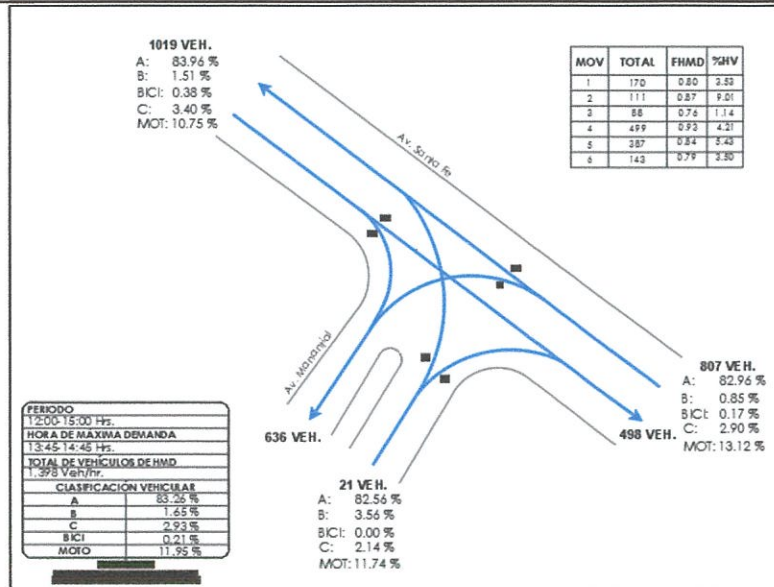 1019 VEH.
A: 83.96 %
B: 1.51 %
BICI: 0.38 %
C: 3.40 %
MOT: 10.75 %
MOV TOTAL FHMD %HV
1 170 0.80 3.53
2 111 0.87 9.01
3 88 0.76 1.14
4 499 0.93 4.21
5 387 0.84 5.43
6 143 0.79 3.50
Av. Santa Fe
Av. Manantial
807 VEH.
A: 82.96 %
B: 0.85 %
BICI: 0.17 %
C: 2.90 %
MOT: 13.12 %
498 VEH.
636 VEH.
21 VEH.
A: 82.56 %
B: 3.56 %
BICI: 0.00 %
C: 2.14 %
MOT: 11.74 %
PERIODO
12:00-15:00 Hrs.
HORA DE MÁXIMA DEMANDA
13:45-14:45 Hrs.
TOTAL DE VEHÍCULOS DE HMD
1,398 Veh/hr.
CLASIFICACIÓN VEHICULAR
A 83.26 %
B 1.65 %
C 2.93 %
BICI 0.21 %
MOTO 11.95 %